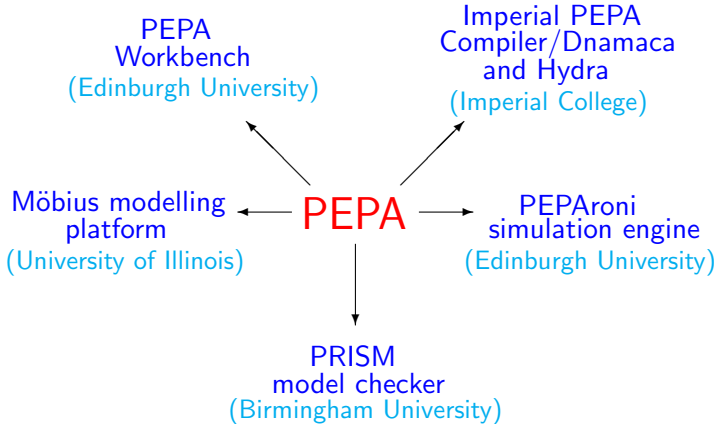 PEPA
Workbench
(Edinburgh University)
Imperial PEPA
Compiler/Dnamaca
and Hydra
(Imperial College)
Möbius modelling
platform
(University of Illinois)
PEPA
PEPAroni
simulation engine
(Edinburgh University)
PRISM
model checker
(Birmingham University)